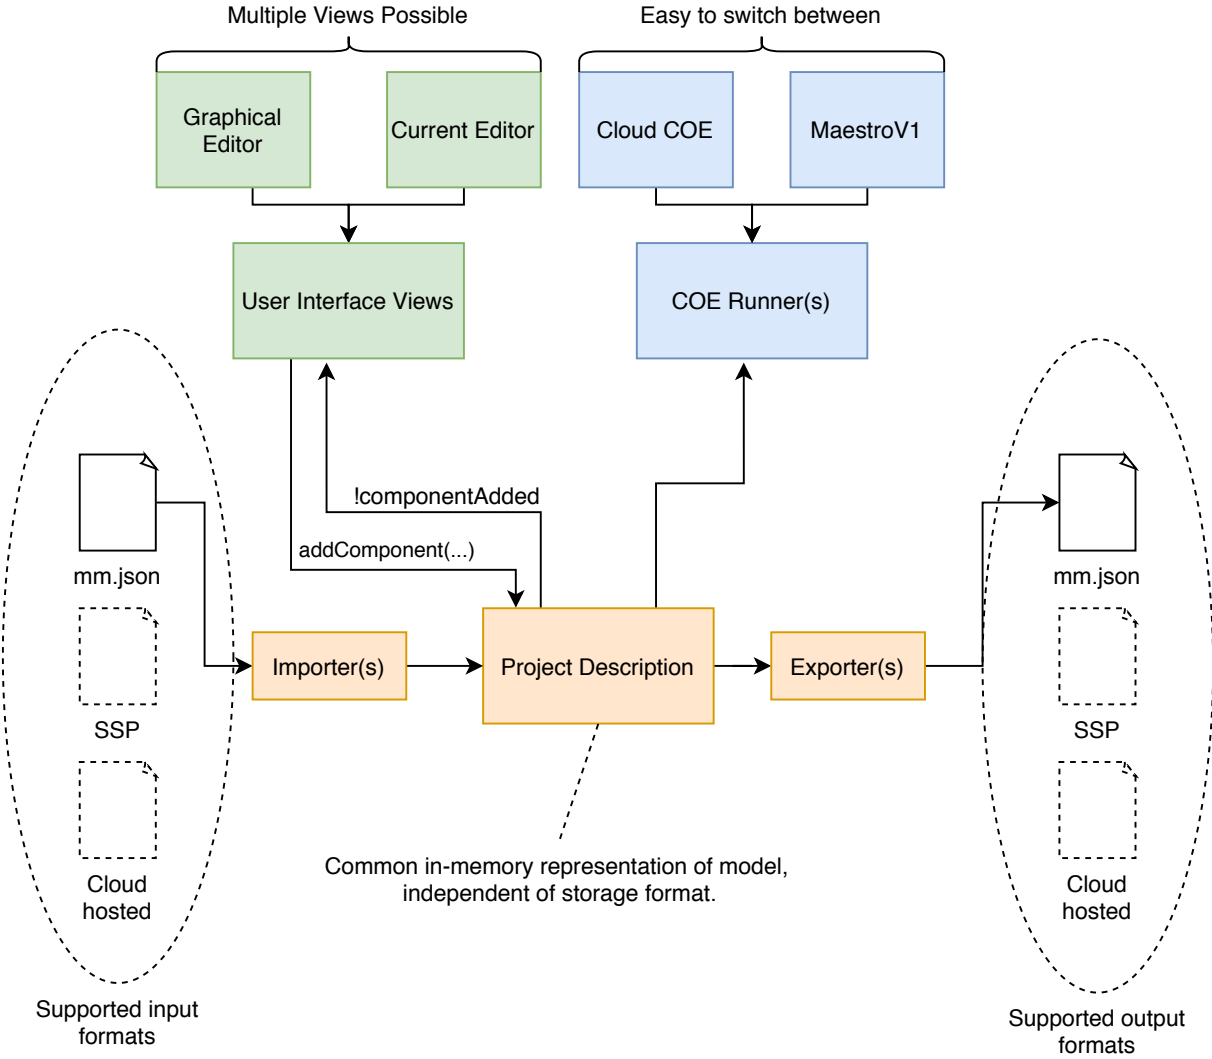 Multiple Views Possible
Easy to switch between
Graphical
Editor
Current Editor
Cloud COE
MaestroV1
User Interface Views
COE Runner(s)
!componentAdded
addComponent(...)
mm.json
mm.json
Importer(s)
Project Description
Exporter(s)
SSP
SSP
Common in-memory representation of model,
independent of storage format.
Cloud
hosted
Cloud
hosted
Supported input
formats
Supported output
formats